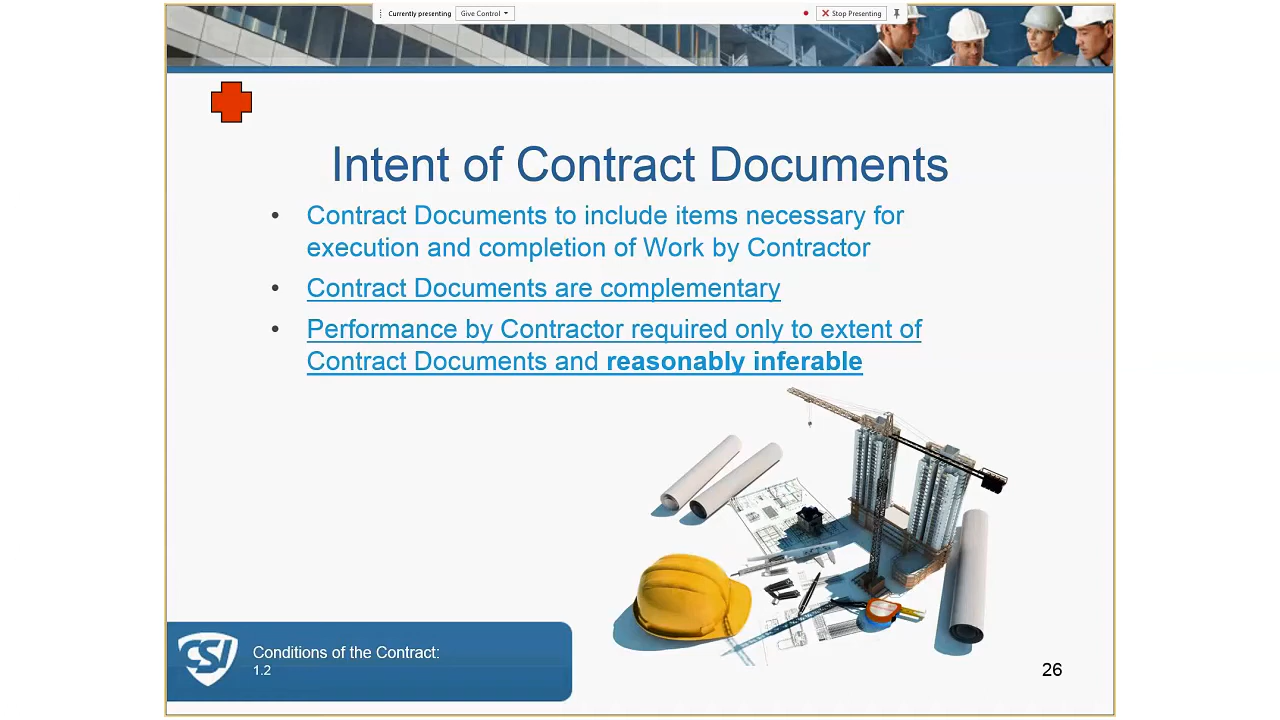 Currently presenting Give Control Stop Presenting
Intent of Contract Documents
• Contract Documents to include items necessary for
execution and completion of Work by Contractor
• Contract Documents are complementary
• Performance by Contractor required only to extent of
Contract Documents and reasonably inferable
CSI
Conditions of the Contract:
1.2
26